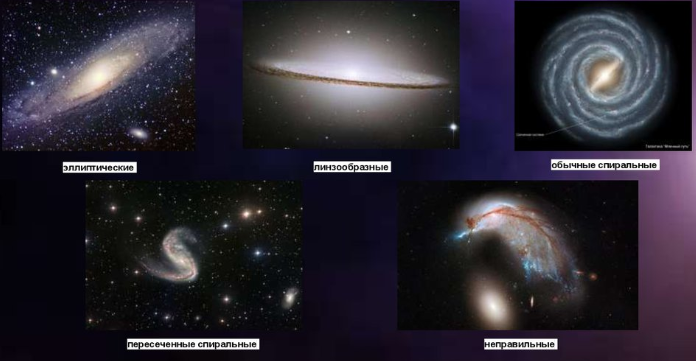 эллиптические
линзообразные
обычные спиральные
пересеченные спиральные
неправильные